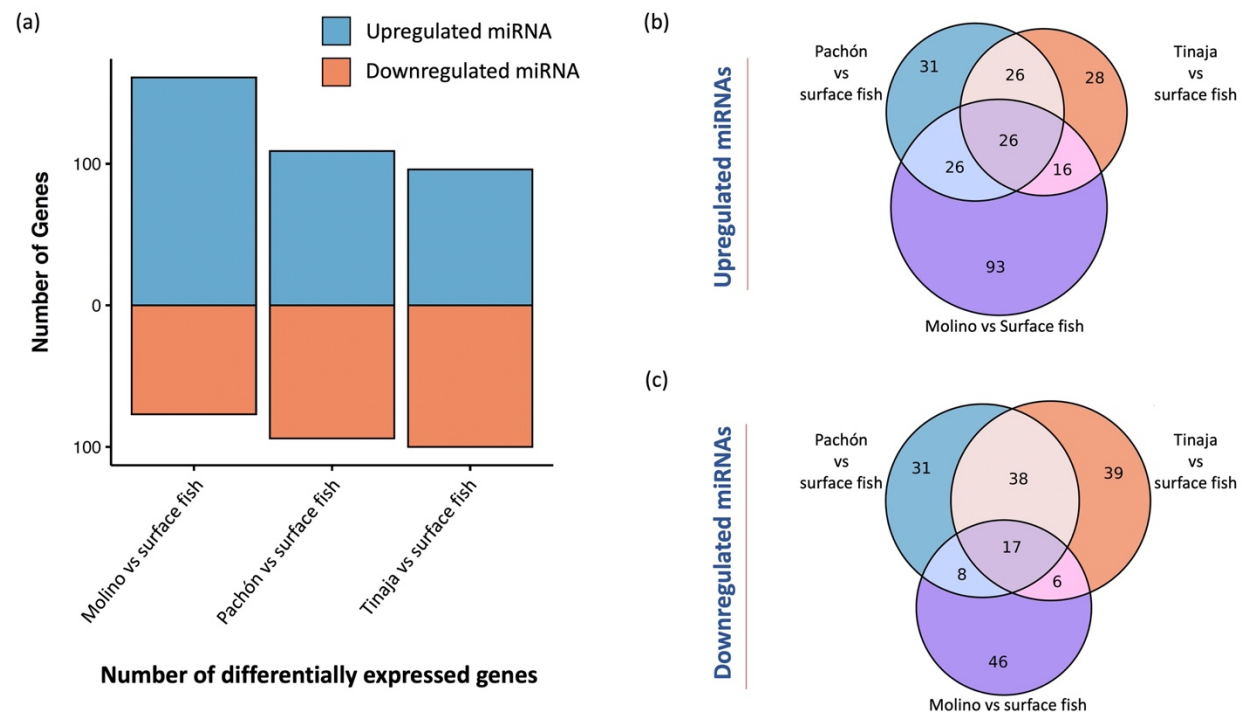 (a)
Upregulated miRNA
Downregulated miRNA
Number of Genes
100
0
100
Molino vs surface fish
Pachón vs surface fish
Tinaja vs surface fish
Number of differentially expressed genes
(b)
Upregulated miRNAs
Pachón
vs
surface fish
Tinaja
vs
surface fish
31
26
28
26
26
16
93
Molino vs Surface fish
(c)
Downregulated miRNAs
Pachón
vs
surface fish
Tinaja
vs
surface fish
31
38
39
17
8
6
46
Molino vs surface fish